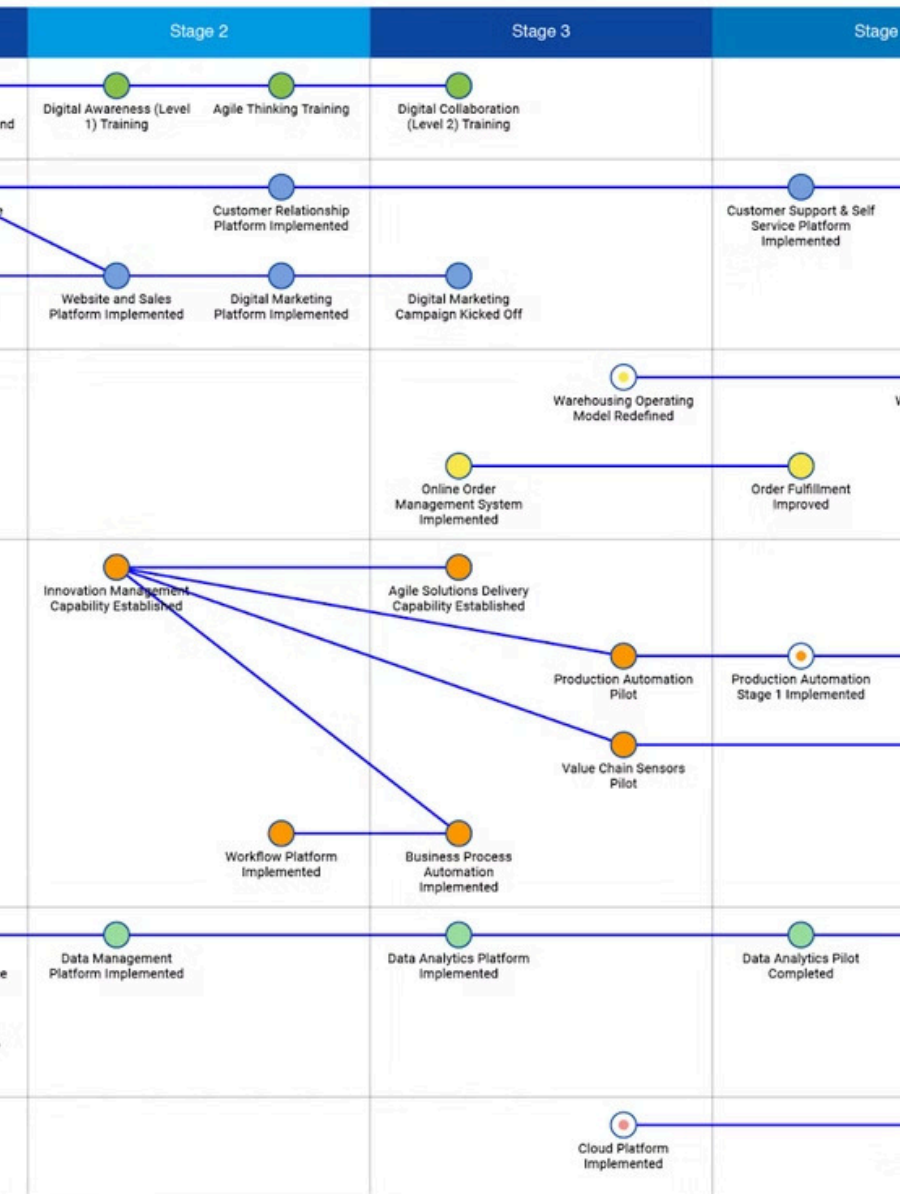 Stage 2
Stage 3
Stage
Digital Awareness (Level
1) Training
Agile Thinking Training
Digital Collaboration
(Level 2) Training
nd
Customer Relationship
Platform Implemented
Customer Support & Self
Service Platform
Implemented
Website and Sales
Platform Implemented
Digital Marketing
Platform Implemented
Digital Marketing
Campaign Kicked Off
Warehousing Operating
Model Redefined
Online Order
Management System
Implemented
Order Fulfillment
Improved
Innovation Management
Capability Established
Agile Solutions Delivery
Capability Established
Production Automation
Pilot
Production Automation
Stage 1 Implemented
Value Chain Sensors
Pilot
Workflow Platform
Implemented
Business Process
Automation
Implemented
Data Management
Platform Implemented
Data Analytics Platform
Implemented
Data Analytics Pilot
Completed
e
Cloud Platform
Implemented